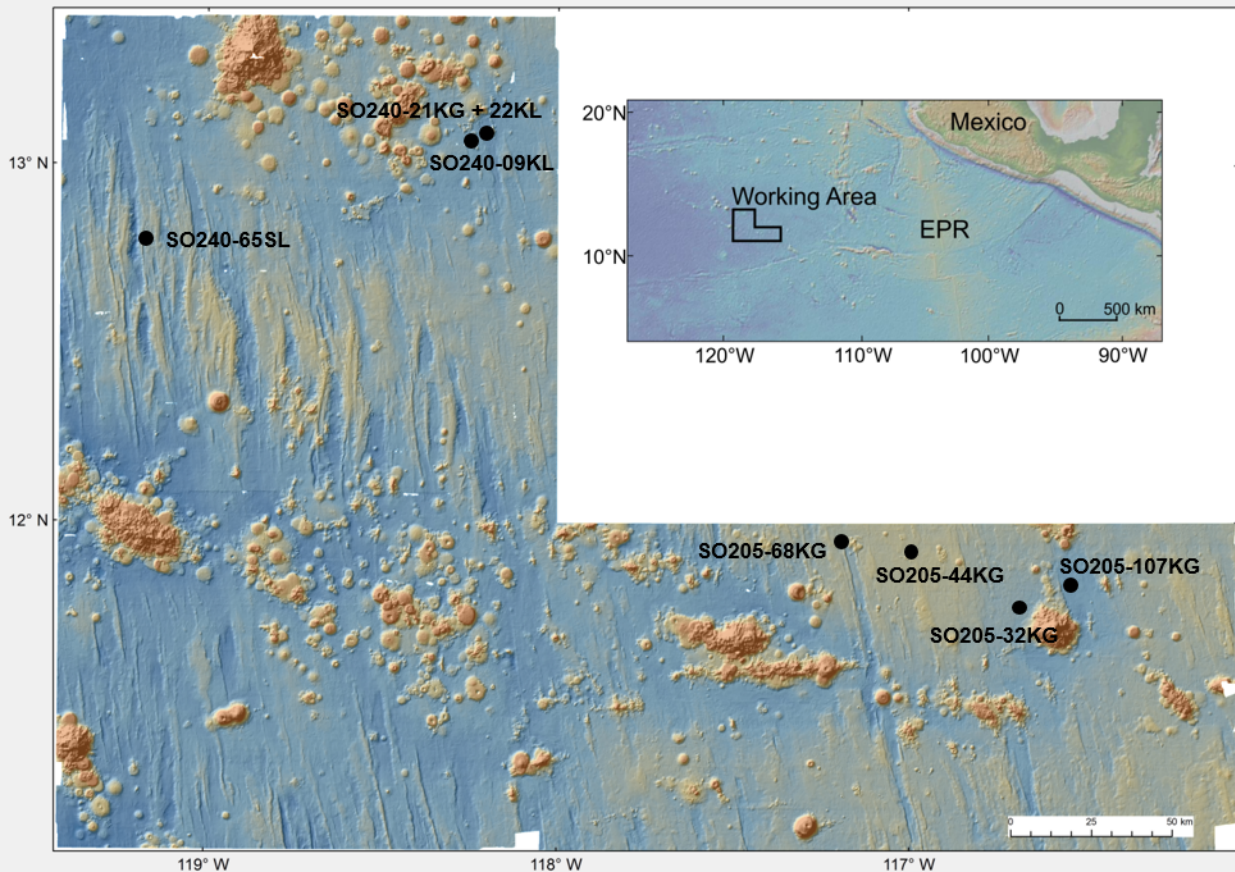 SO240-21KG + 22KL
SO240-09KL
13° N
SO240-65SL
12° N
20°N
Mexico
Working Area
EPR
10°N
0 500 km
120°W 110°W 100°W 90°W
SO205-68KG
SO205-44KG
SO205-107KG
SO205-32KG
0 25 50 km
119° W 118° W 117° W